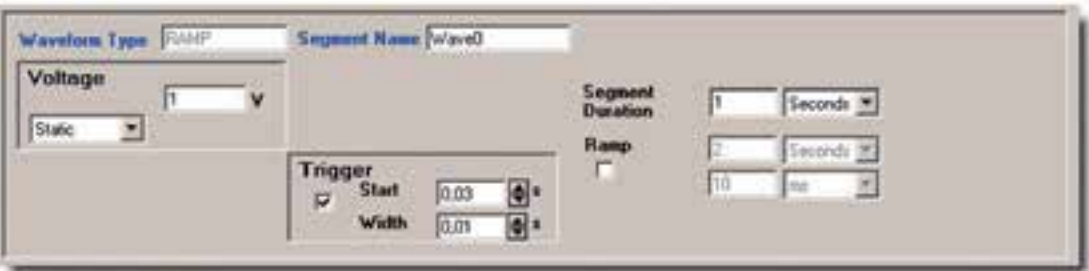 Waveform Type RAMP Segment Name Wave0
Voltage
1 V
Static
Segment Duration 1 Seconds
Ramp 2 Seconds
10 ms
Trigger
Start 0,03 s
Width 0,01 s